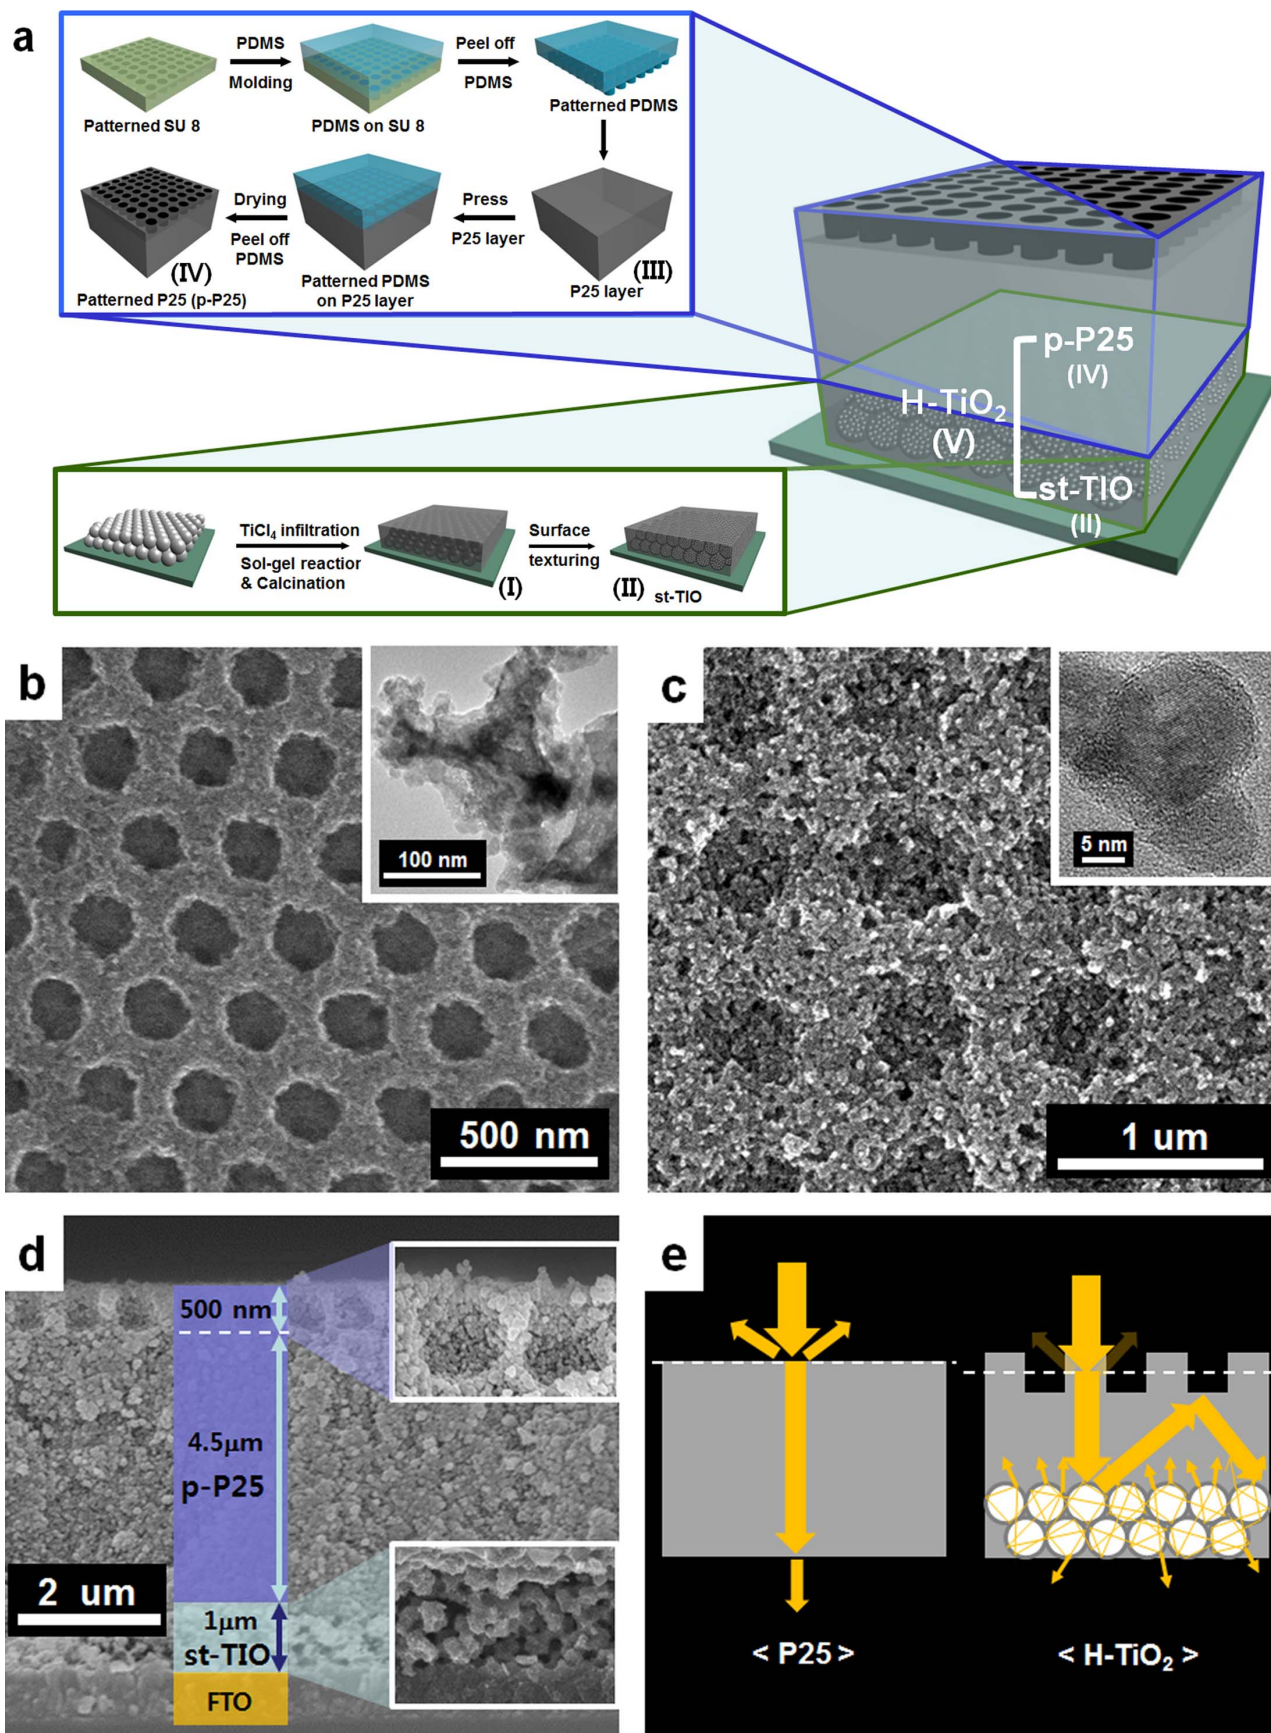 a
PDMS
Molding
Peel off
PDMS
Patterned SU 8
PDMS on SU 8
Patterned PDMS
Drying
Peel off
PDMS
Press
P25 layer
(IV)
Patterned P25 (p-P25)
Patterned PDMS
on P25 layer
(III)
P25 layer
p-P25
(IV)
H-TiO2
(V)
st-TIO
(II)
TiCl4 infiltration
Sol-gel reaction
& Calcination
(I)
Surface
texturing
(II) st-TIO
b
100 nm
500 nm
c
5 nm
1 um
d
500 nm
4.5μm
p-P25
2 um
1μm
st-TIO
FTO
e
< P25 >
< H-TiO2 >